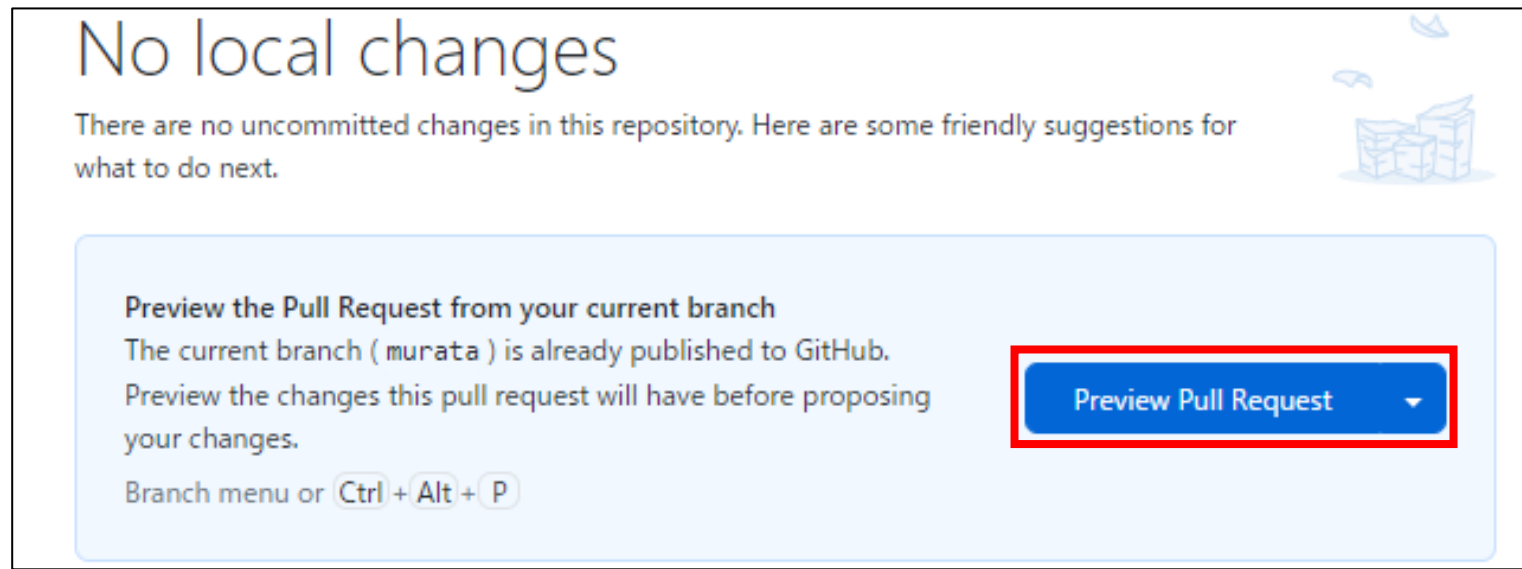 No local changes
There are no uncommitted changes in this repository. Here are some friendly suggestions for
what to do next.
Preview the Pull Request from your current branch
The current branch ( murata ) is already published to GitHub.
Preview the changes this pull request will have before proposing
your changes.
Branch menu or Ctrl + Alt + P
Preview Pull Request